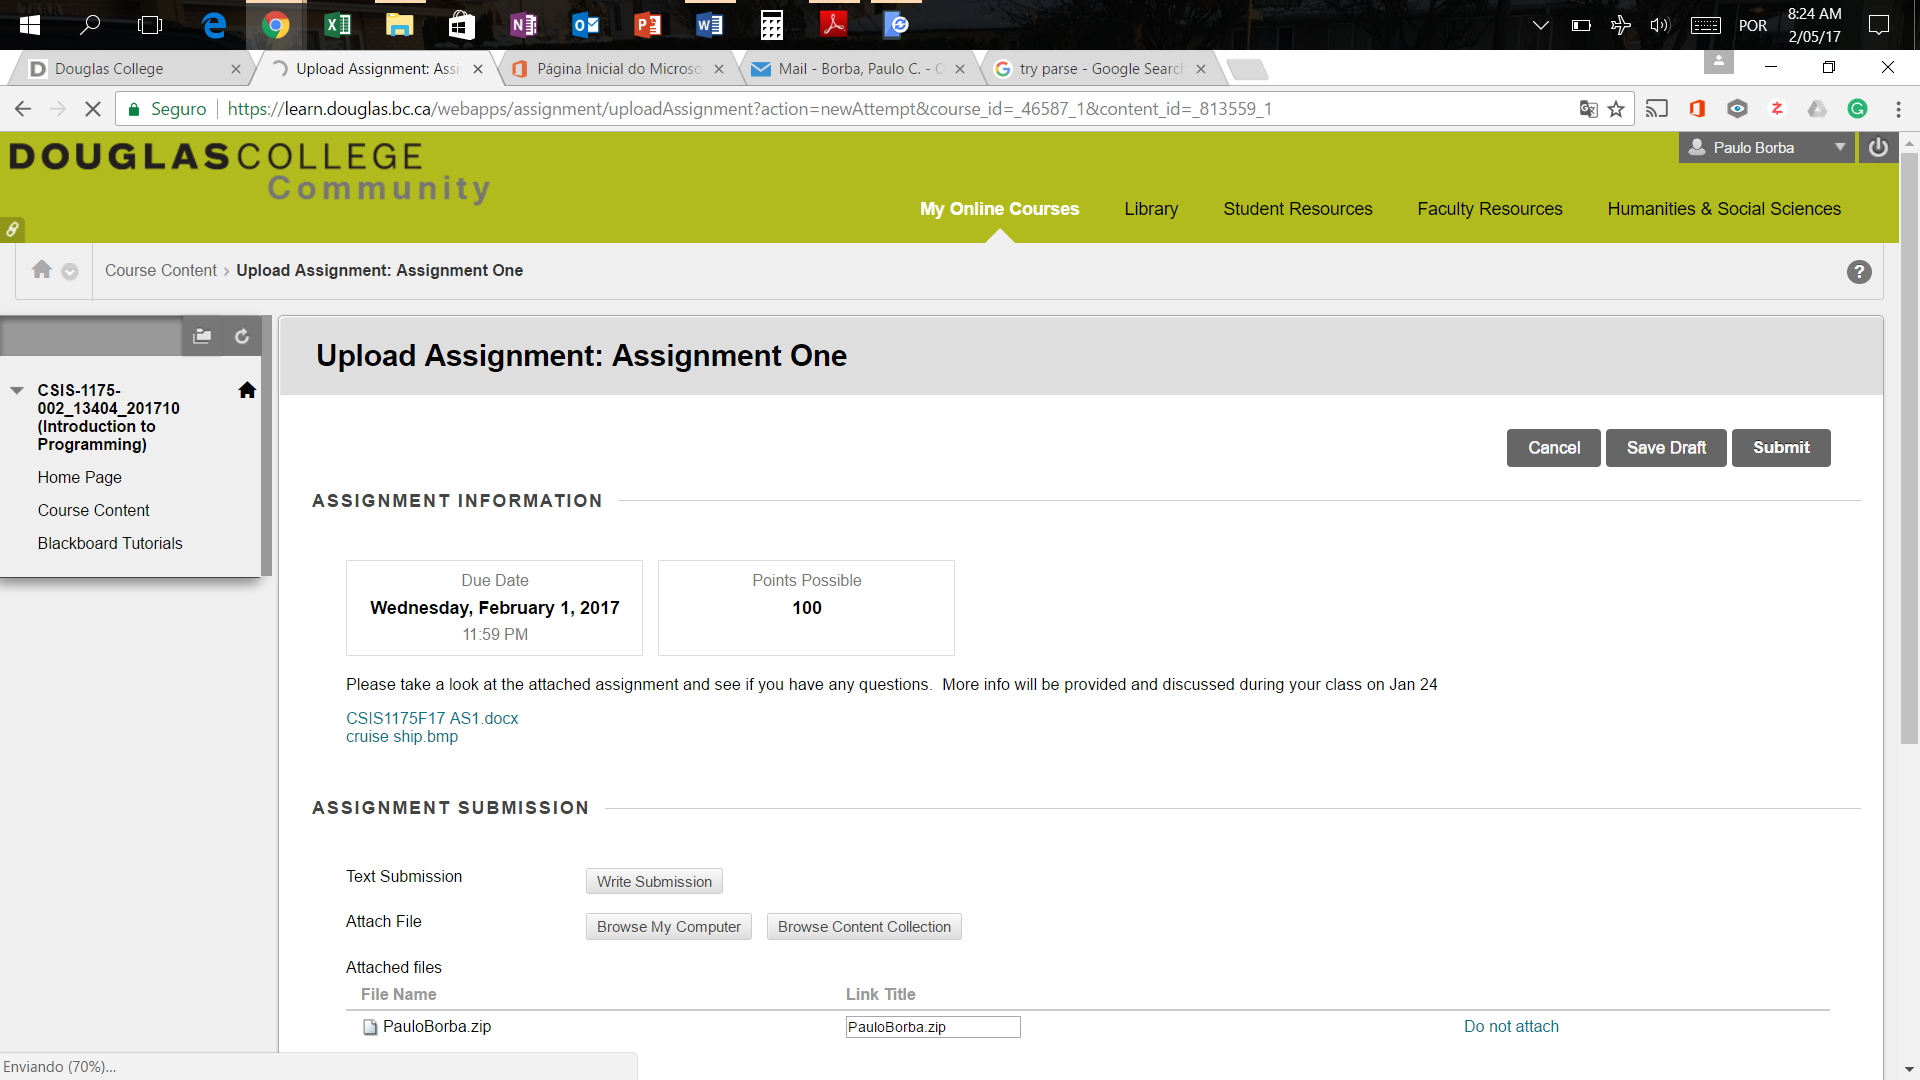 POR
8:24 AM
2/05/17
Douglas College
Upload Assignment: Assi
Página Inicial do Microso
Mail - Borba, Paulo C. -
try parse - Google Search
Seguro
https://learn.douglas.bc.ca/webapps/assignment/uploadAssignment?action=newAttempt&course_id=_46587_1&content_id=_813559_1
DOUGLASCOLLEGE
Community
Paulo Borba
My Online Courses
Library
Student Resources
Faculty Resources
Humanities & Social Sciences
Course Content › Upload Assignment: Assignment One
?
Upload Assignment: Assignment One
CSIS-1175-
002_13404_201710
(Introduction to
Programming)
Home Page
Course Content
Blackboard Tutorials
Cancel
Save Draft
Submit
ASSIGNMENT INFORMATION
Due Date
Wednesday, February 1, 2017
11:59 PM
Points Possible
100
Please take a look at the attached assignment and see if you have any questions.  More info will be provided and discussed during your class on Jan 24
CSIS1175F17 AS1.docx
cruise ship.bmp
ASSIGNMENT SUBMISSION
Text Submission
Write Submission
Attach File
Browse My Computer
Browse Content Collection
Attached files
File Name
Link Title
PauloBorba.zip
PauloBorba.zip
Do not attach
Enviando (70%)...